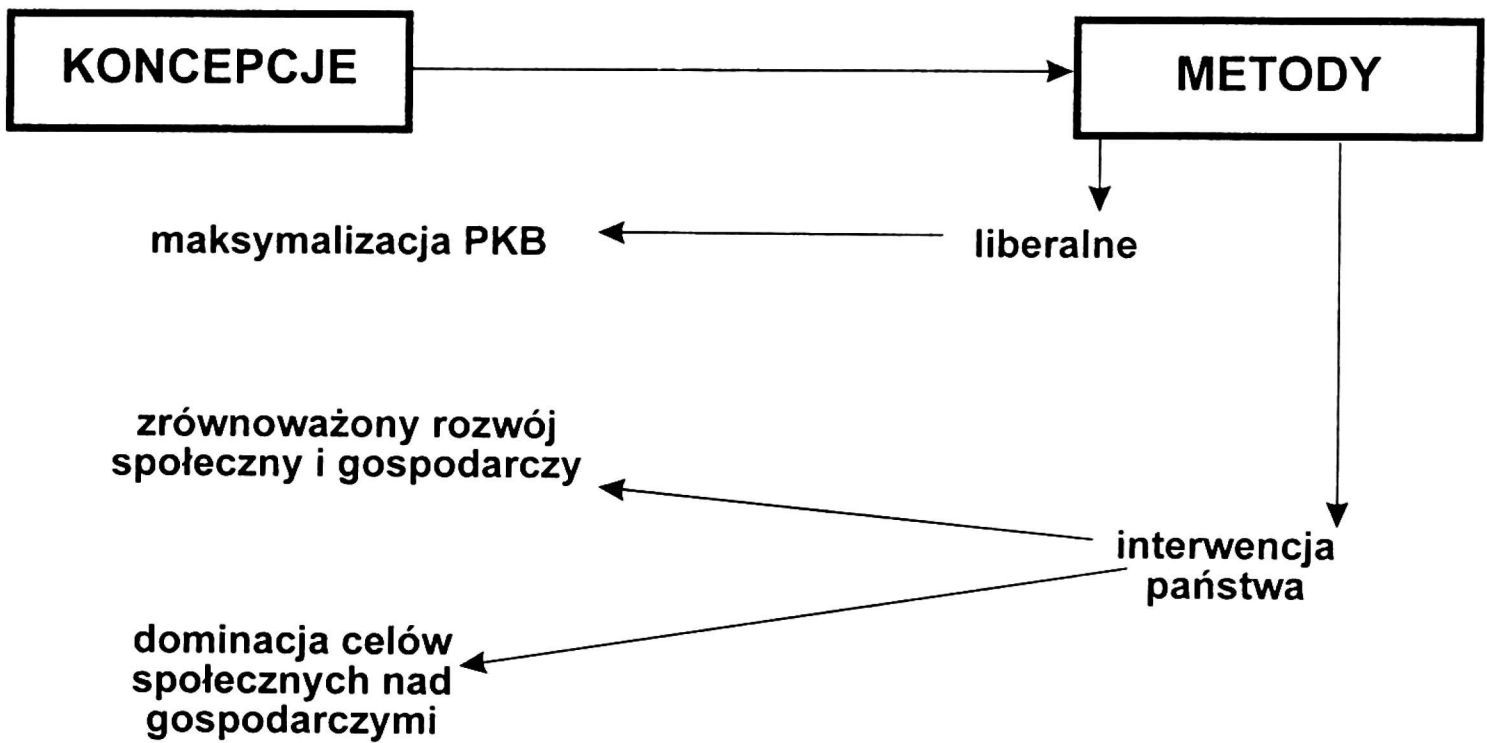 KONCEPCJE
METODY
maksymalizacja PKB
liberalne
zrównoważony rozwój
społeczny i gospodarczy
interwencja
państwa
dominacja celów
społecznych nad
gospodarczymi